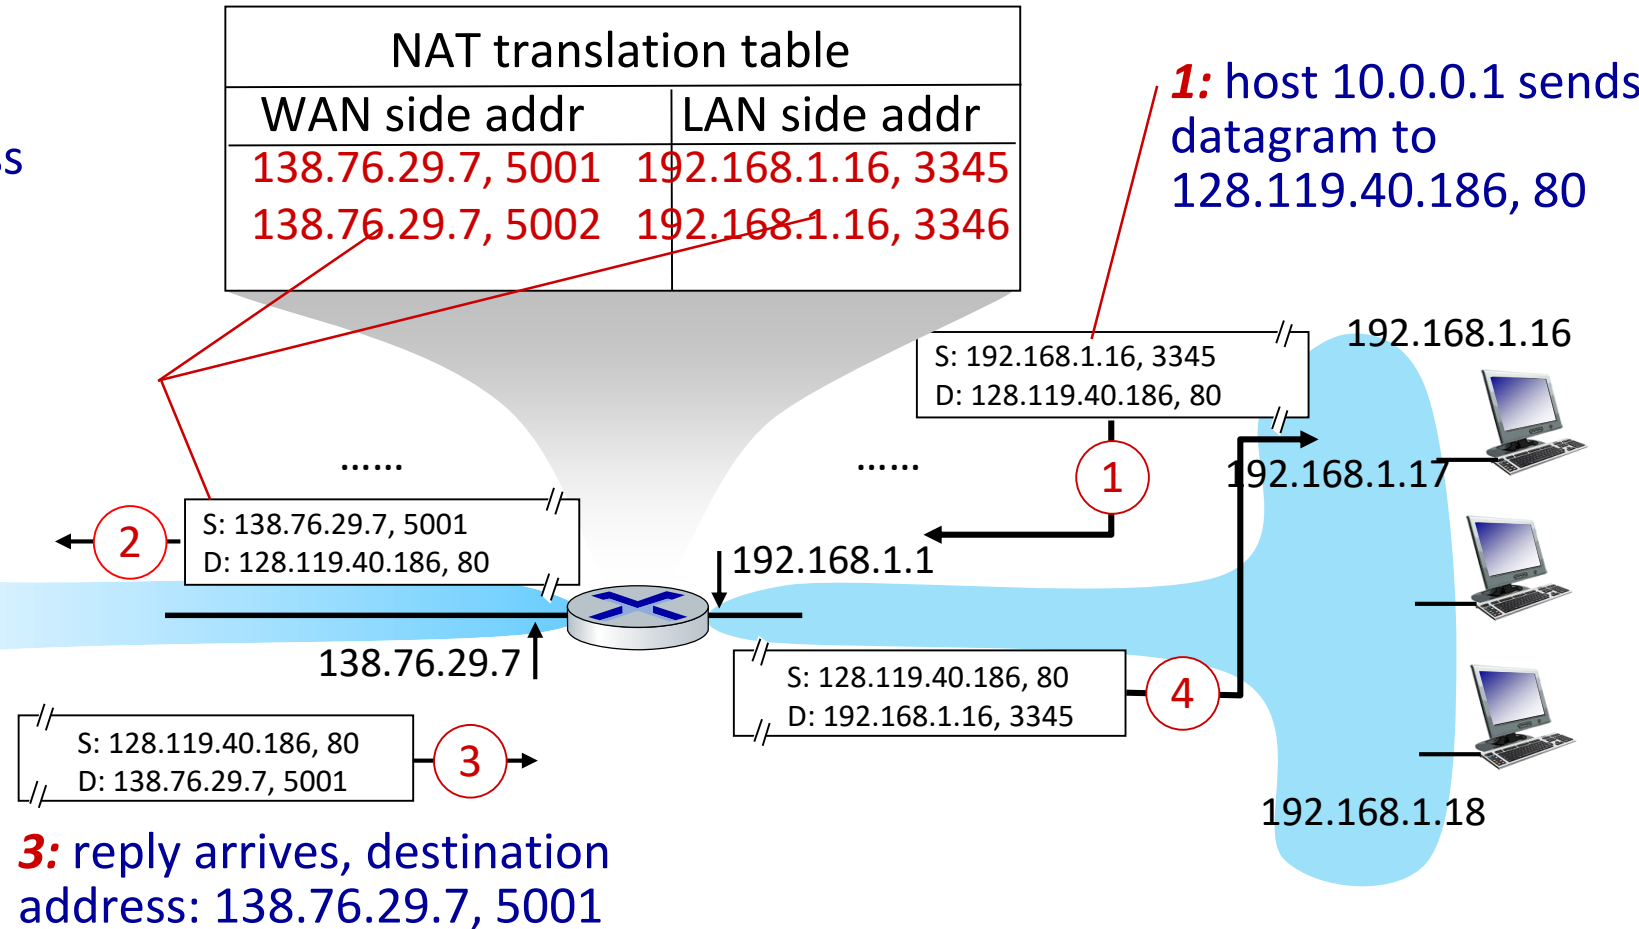 NAT translation table
WAN side addr LAN side addr
138.76.29.7, 5001 192.168.1.16, 3345
138.76.29.7, 5002 192.168.1.16, 3346
1: host 10.0.0.1 sends
datagram to
128.119.40.186, 80
......
......
S: 192.168.1.16, 3345
D: 128.119.40.186, 80
1
192.168.1.16
192.168.1.17
2
S: 138.76.29.7, 5001
D: 128.119.40.186, 80
192.168.1.1
138.76.29.7
S: 128.119.40.186, 80
D: 192.168.1.16, 3345
4
S: 128.119.40.186, 80
D: 138.76.29.7, 5001
3
192.168.1.18
3: reply arrives, destination
address: 138.76.29.7, 5001